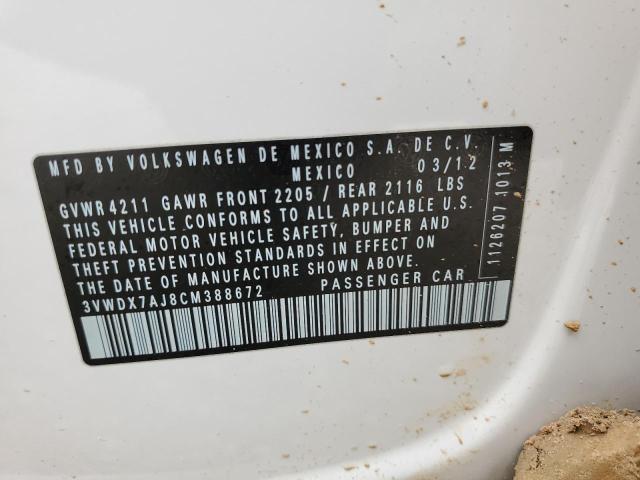 MFD BY VOLKSWAGEN DE MEXICO S.A. DE C.V.
MEXICO 03/12
GVWR 4211 GAWR FRONT 2205 / REAR 2116 LBS
THIS VEHICLE CONFORMS TO ALL APPLICABLE U.S.
FEDERAL MOTOR VEHICLE SAFETY, BUMPER AND
THEFT PREVENTION STANDARDS IN EFFECT ON
THE DATE OF MANUFACTURE SHOWN ABOVE.
3VWDX7AJ8CM388672 PASSENGER CAR
1126207 1013 M